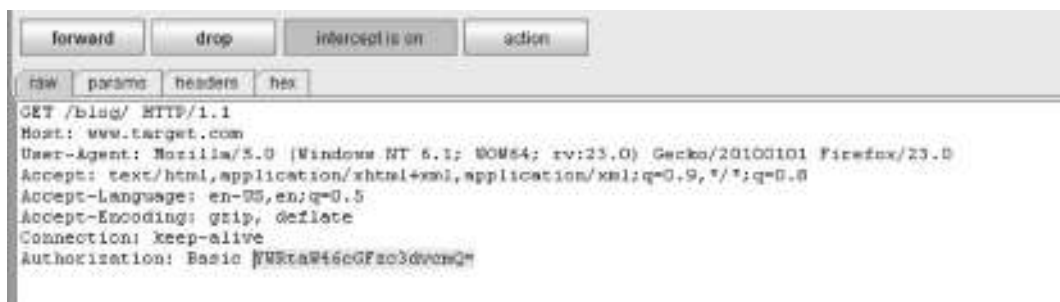 forward drop intercept is on action
raw params headers hex
GET /blog/ HTTP/1.1
Host: www.target.com
User-Agent: Mozilla/5.0 (Windows NT 6.1; WOW64; rv:23.0) Gecko/20100101 Firefox/23.0
Accept: text/html,application/xhtml+xml,application/xml;q=0.9,*/*;q=0.8
Accept-Language: en-US,en;q=0.5
Accept-Encoding: gzip, deflate
Connection: keep-alive
Authorization: Basic YWRtaW46cGFzc3dvcmQ=